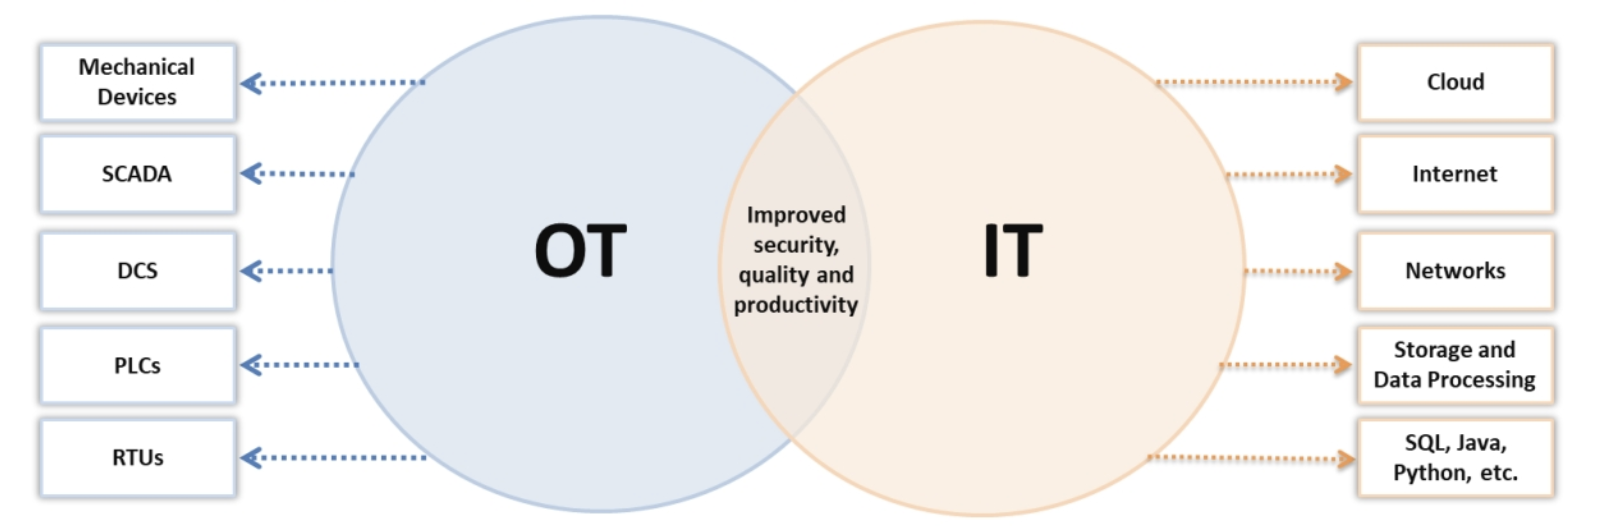 Mechanical
Devices
SCADA
DCS
PLCs
RTUs
OT
Improved
security,
quality and
productivity
IT
Cloud
Internet
Networks
Storage and
Data Processing
SQL, Java,
Python, etc.